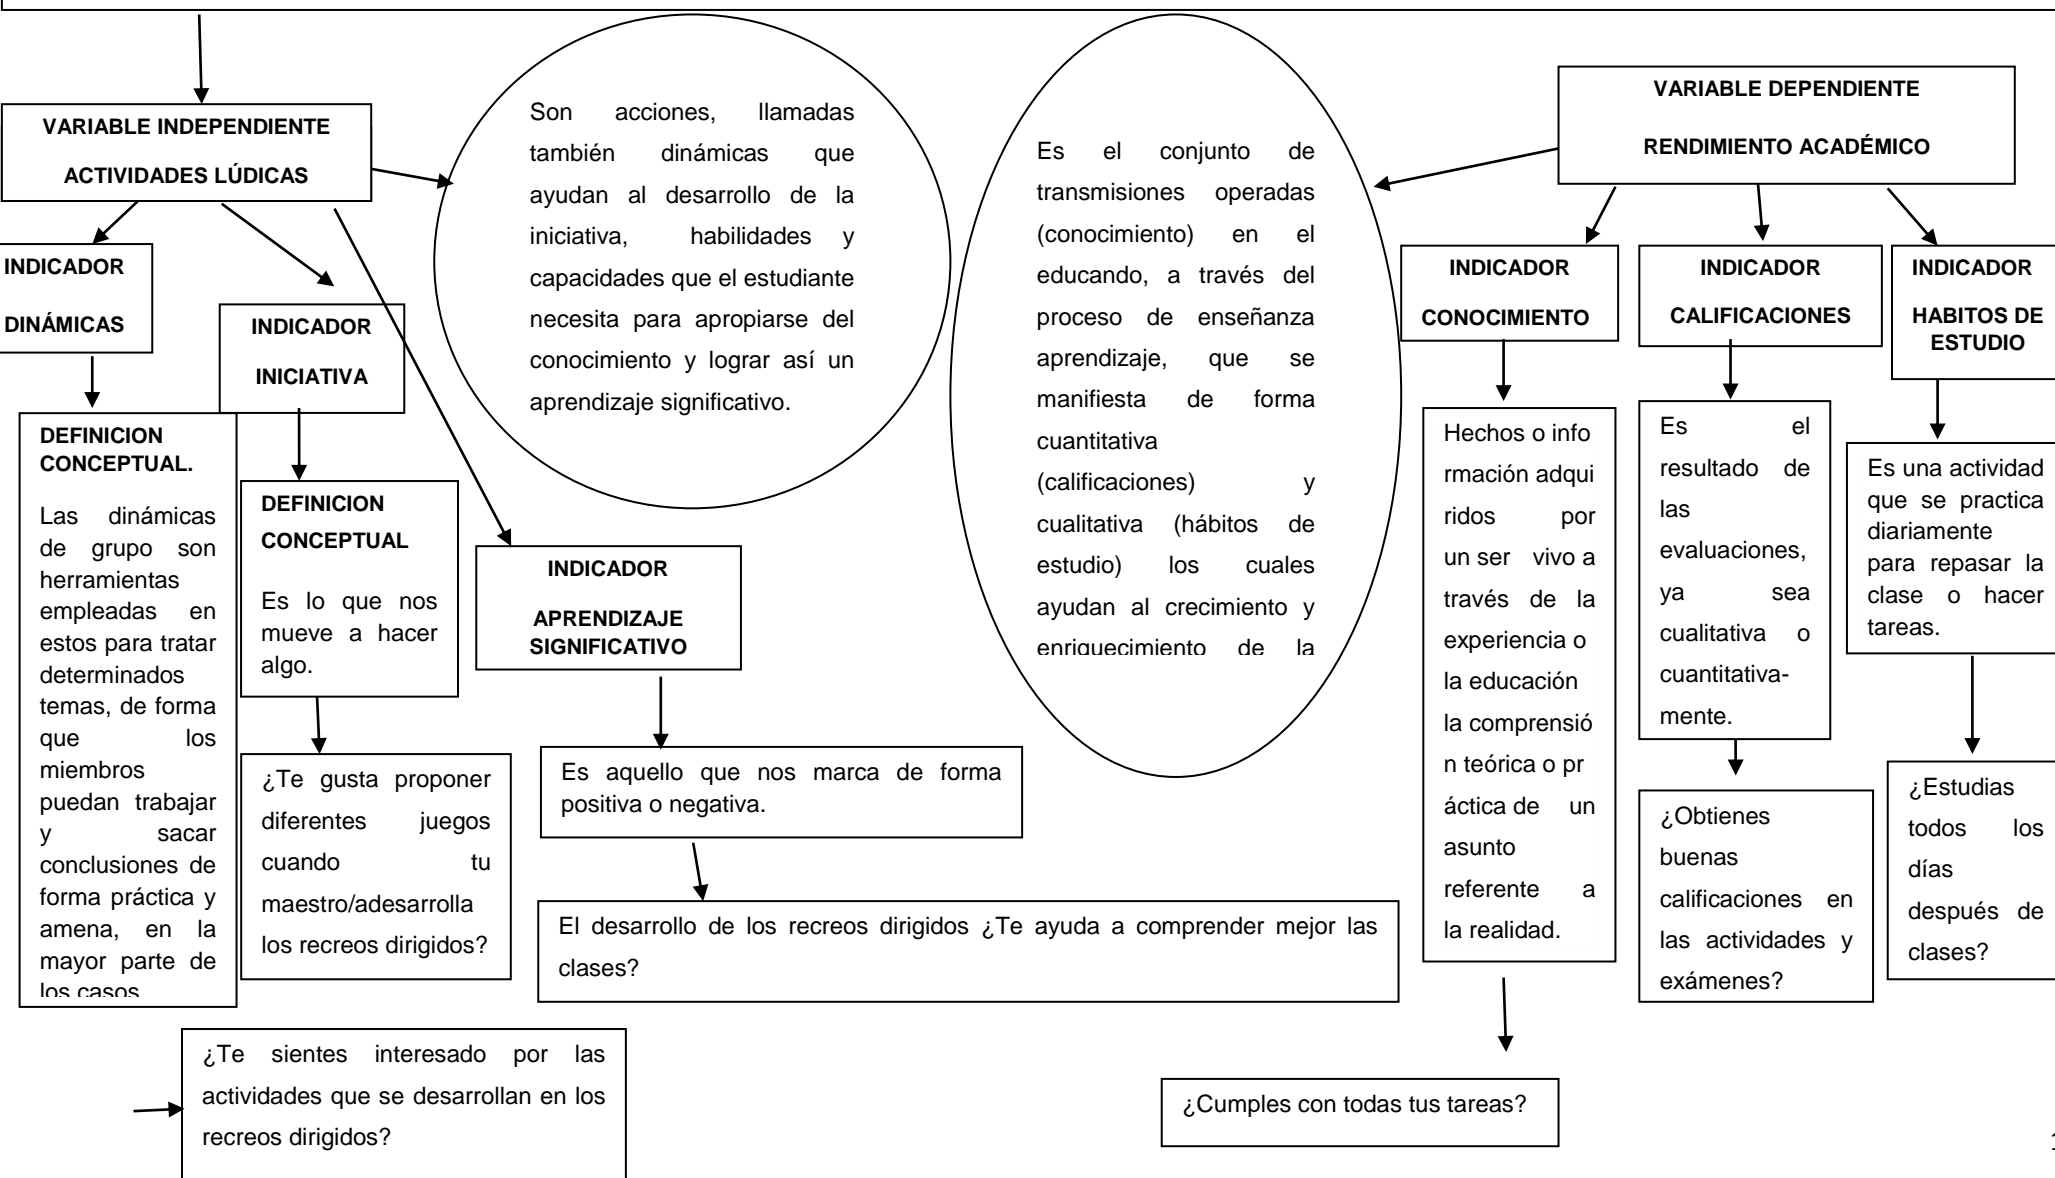 VARIABLE INDEPENDIENTE
ACTIVIDADES LÚDICAS
Son acciones, llamadas
también dinámicas que
ayudan al desarrollo de la
iniciativa, habilidades y
capacidades que el estudiante
necesita para apropiarse del
conocimiento y lograr así un
aprendizaje significativo.
Es el conjunto de
transmisiones operadas
(conocimiento) en el
educando, a través del
proceso de enseñanza
aprendizaje, que se
manifiesta de forma
cuantitativa
(calificaciones) y
cualitativa (hábitos de
estudio) los cuales
ayudan al crecimiento y
enriquecimiento de la
VARIABLE DEPENDIENTE
RENDIMIENTO ACADÉMICO
INDICADOR
DINÁMICAS
INDICADOR
INICIATIVA
INDICADOR
CONOCIMIENTO
INDICADOR
CALIFICACIONES
INDICADOR
HABITOS DE
ESTUDIO
DEFINICION
CONCEPTUAL.
Las dinámicas
de grupo son
herramientas
empleadas en
estos para tratar
determinados
temas, de forma
que los
miembros
puedan trabajar
y sacar
conclusiones de
forma práctica y
amena, en la
mayor parte de
los casos
DEFINICION
CONCEPTUAL
Es lo que nos
mueve a hacer
algo.
INDICADOR
APRENDIZAJE
SIGNIFICATIVO
Hechos o info
rmación adqui
ridos por
un ser vivo a
través de la
experiencia o
la educación
la comprensió
n teórica o pr
áctica de un
asunto
referente a
la realidad.
Es el
resultado de
las
evaluaciones,
ya sea
cualitativa o
cuantitativa-
mente.
Es una actividad
que se practica
diariamente
para repasar la
clase o hacer
tareas.
¿Te gusta proponer
diferentes juegos
cuando tu
maestro/adesarrolla
los recreos dirigidos?
Es aquello que nos marca de forma
positiva o negativa.
El desarrollo de los recreos dirigidos ¿Te ayuda a comprender mejor las
clases?
¿Obtienes
buenas
calificaciones en
las actividades y
exámenes?
¿Estudias
todos los
días
después de
clases?
¿Te sientes interesado por las
actividades que se desarrollan en los
recreos dirigidos?
¿Cumples con todas tus tareas?